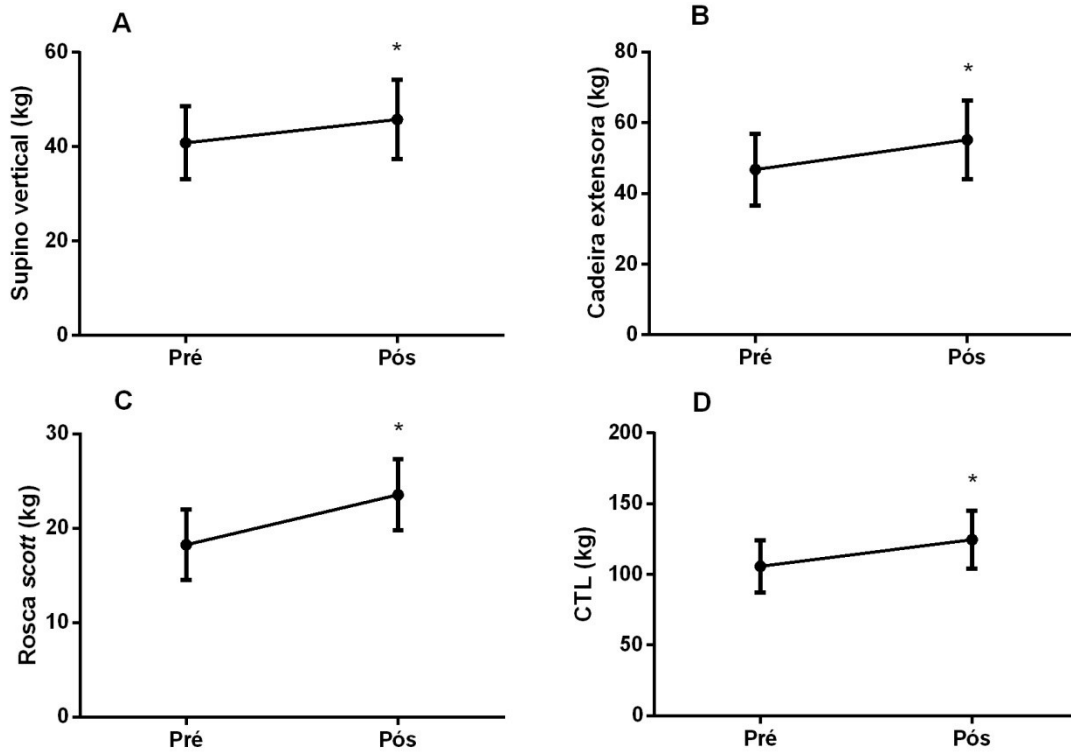 A
Supino vertical (kg)
60
40
20
0
*
Pré
Pós
B
Cadeira extensora (kg)
80
60
40
20
0
*
Pré
Pós
C
Rosca scott (kg)
30
20
10
0
*
Pré
Pós
D
CTL (kg)
200
150
100
50
0
*
Pré
Pós